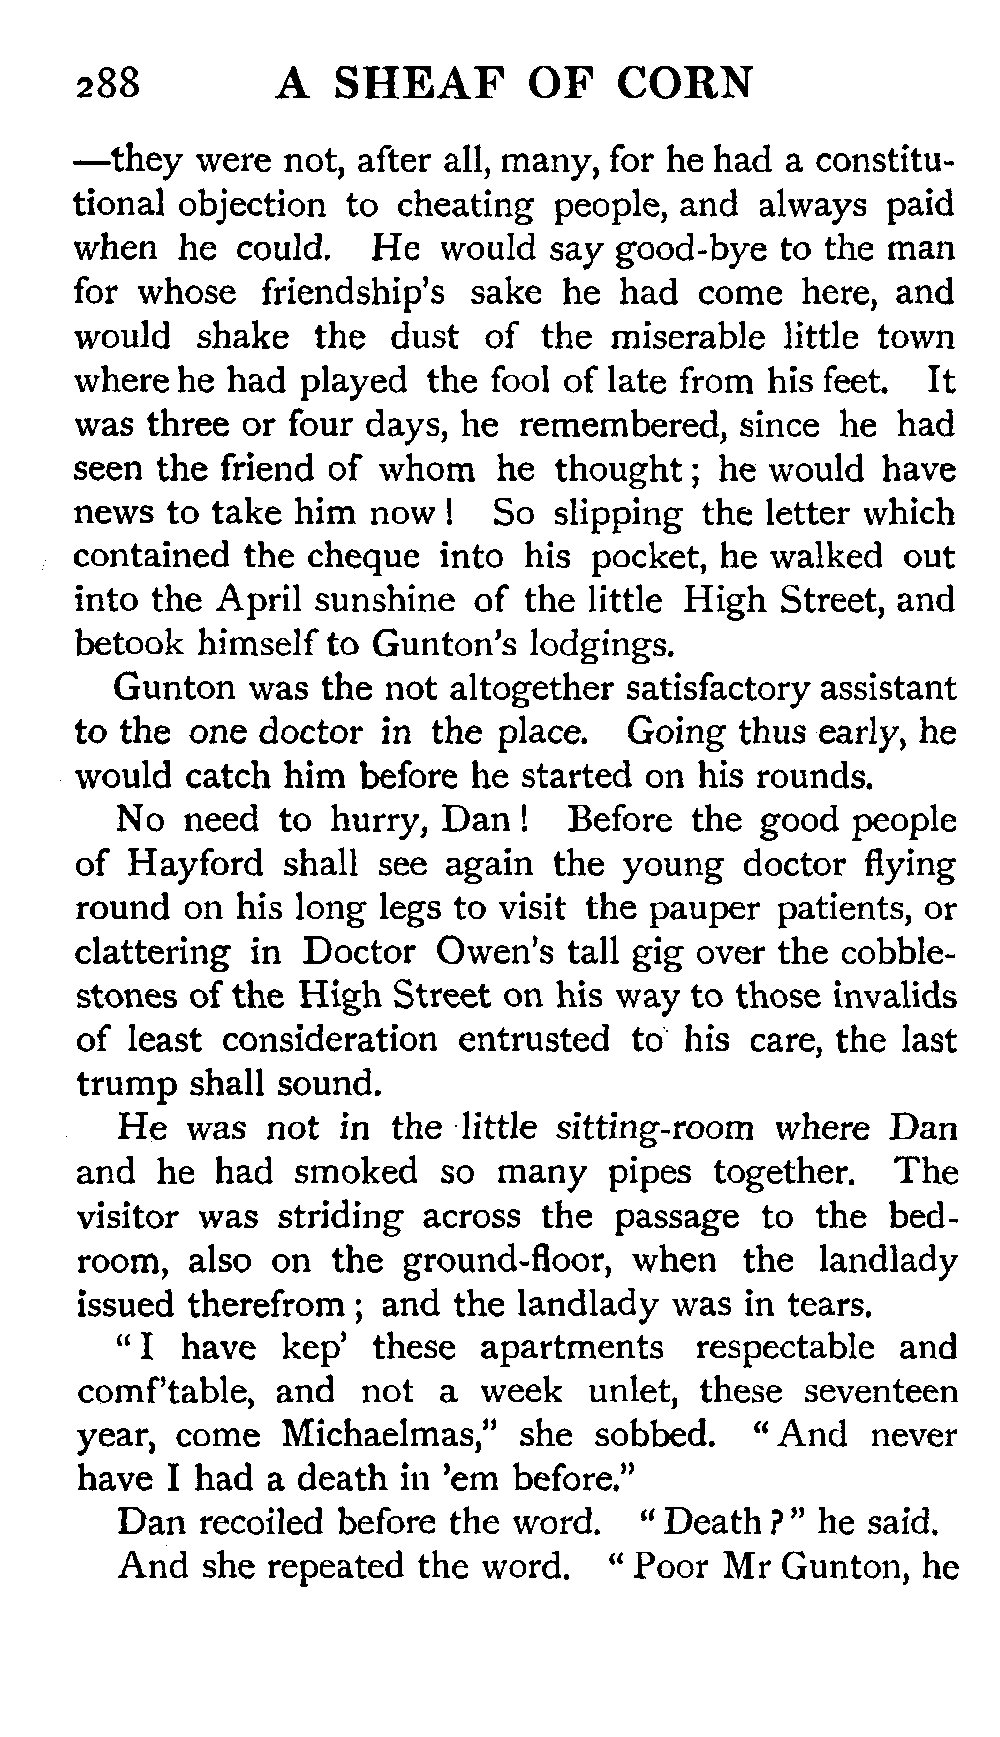 288 A SHEAF OF CORN
—they were not, after all, many, for he had a constitu-
tional objection to cheating people, and always paid
when he could. He would say good-bye to the man
for whose friendship's sake he had come here, and
would shake the dust of the miserable little town
where he had played the fool of late from his feet. It
was three or four days, he remembered, since he had
seen the friend of whom he thought; he would have
news to take him now! So slipping the letter which
contained the cheque into his pocket, he walked out
into the April sunshine of the little High Street, and
betook himself to Gunton's lodgings.
Gunton was the not altogether satisfactory assistant
to the one doctor in the place. Going thus early, he
would catch him before he started on his rounds.
No need to hurry, Dan! Before the good people
of Hayford shall see again the young doctor flying
round on his long legs to visit the pauper patients, or
clattering in Doctor Owen's tall gig over the cobble-
stones of the High Street on his way to those invalids
of least consideration entrusted to his care, the last
trump shall sound.
He was not in the little sitting-room where Dan
and he had smoked so many pipes together. The
visitor was striding across the passage to the bed-
room, also on the ground-floor, when the landlady
issued therefrom; and the landlady was in tears.
"I have kep' these apartments respectable and
comf'table, and not a week unlet, these seventeen
year, come Michaelmas," she sobbed. "And never
have I had a death in 'em before."
Dan recoiled before the word. "Death?" he said.
And she repeated the word. "Poor Mr Gunton, he